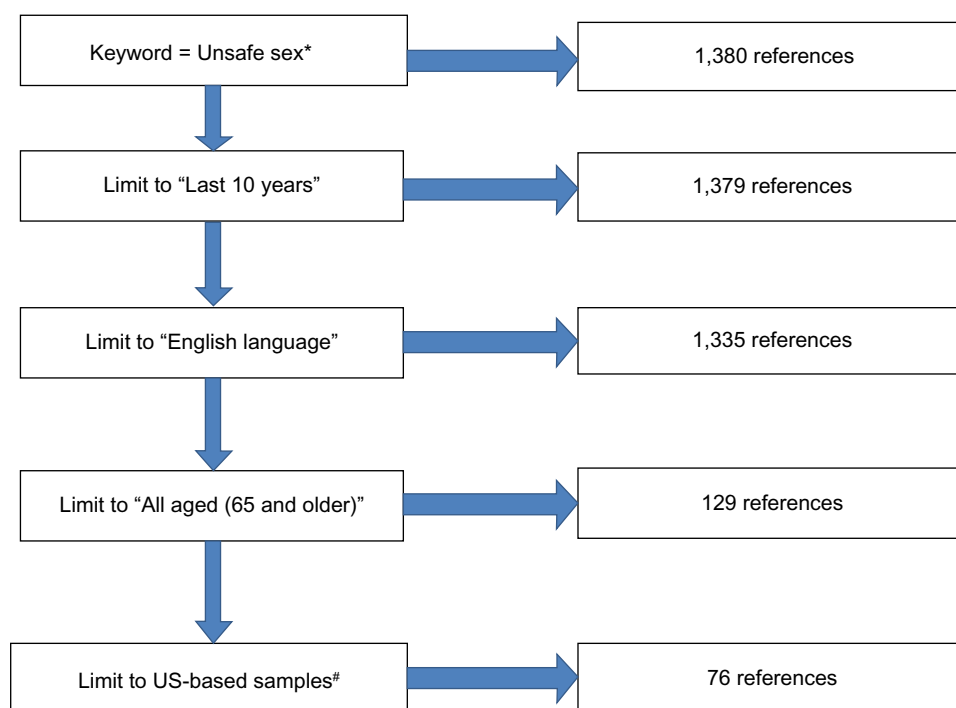 Keyword = Unsafe sex*
1,380 references
Limit to “Last 10 years”
1,379 references
Limit to “English language”
1,335 references
Limit to “All aged (65 and older)”
129 references
Limit to US-based samples#
76 references